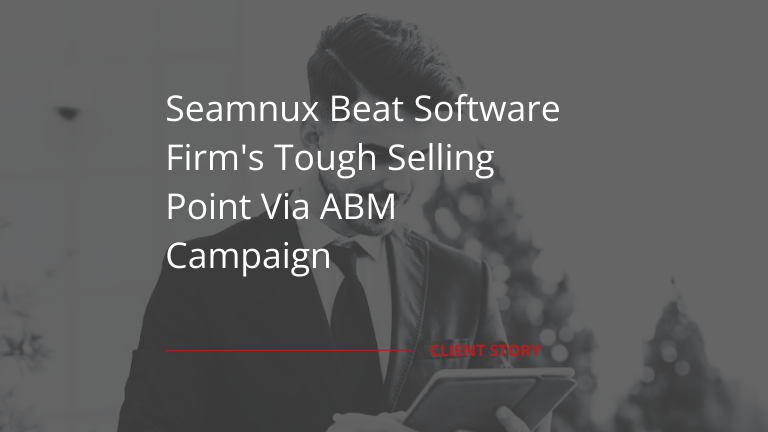 Seamnux Beat Software
Firm's Tough Selling
Point Via ABM
Campaign
CLIENT STORY